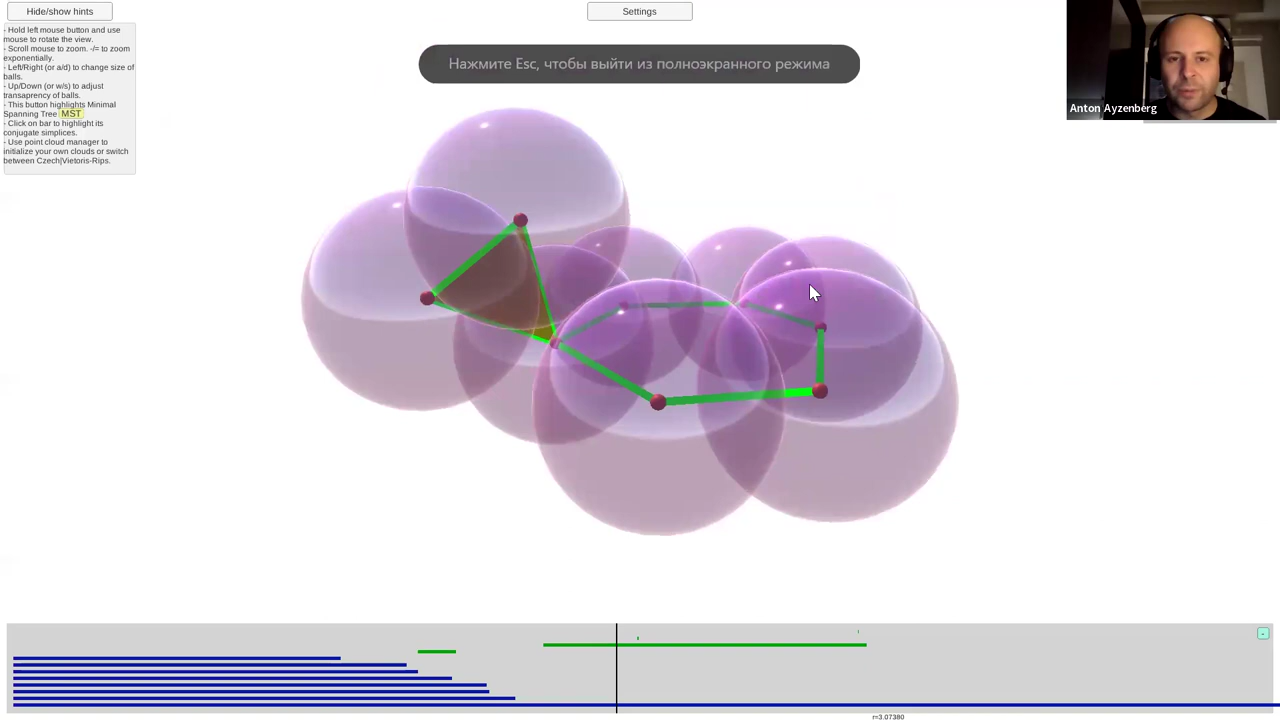 Hide/show hints
Settings
- Hold left mouse button and use
mouse to rotate the view.
- Scroll mouse to zoom. -/= to zoom
exponentially.
- Left/Right (or a/d) to change size of
balls.
- Up/Down (or w/s) to adjust
transaprency of balls.
- This button highlights Minimal
Spanning Tree MST
- Click on bar to highlight its
conjugate simplices.
- Use point cloud manager to
initialize your own clouds or switch
between Czech|Vietoris-Rips.
Нажмите Esc, чтобы выйти из полноэкранного режима
Anton Ayzenberg
r=3.07380